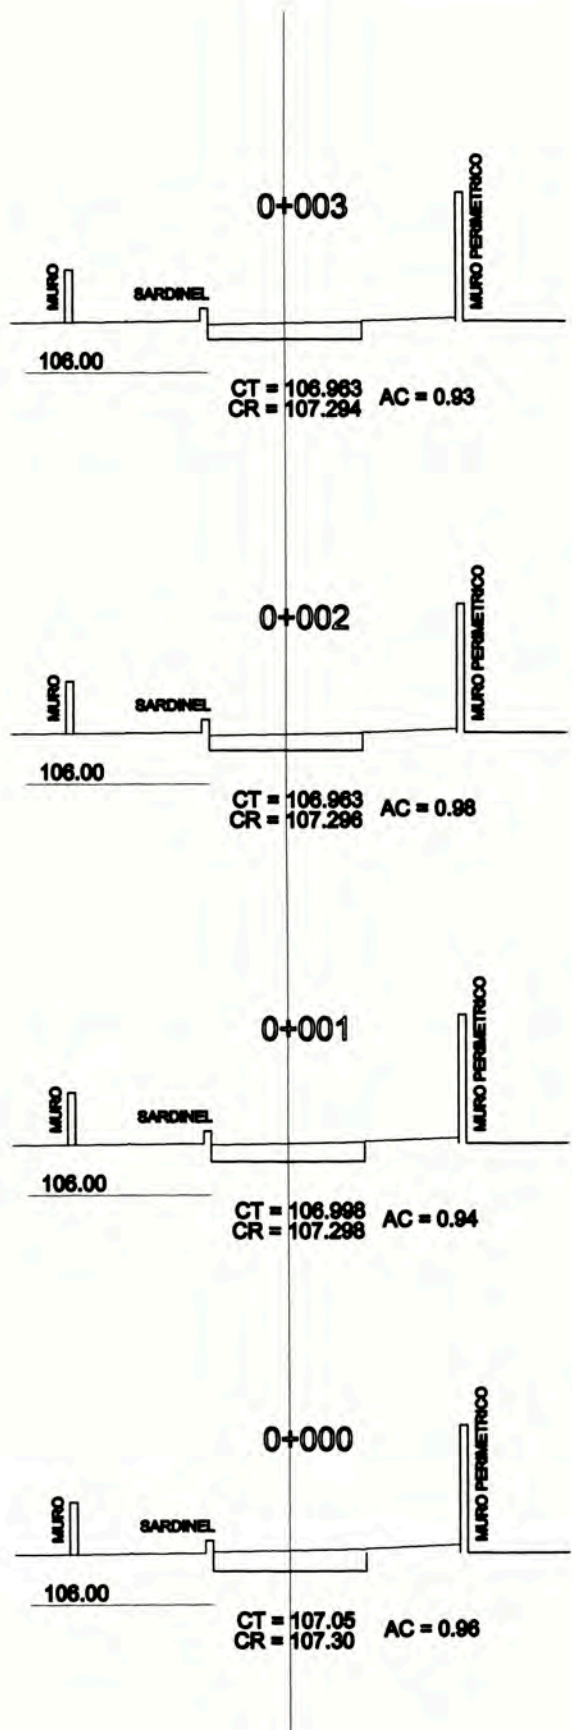 0+003
MURO
SARDINEL
MURO PERIMETRICO
106.00
CT = 106.963
CR = 107.294
AC = 0.93
0+002
MURO
SARDINEL
MURO PERIMETRICO
106.00
CT = 106.963
CR = 107.296
AC = 0.98
0+001
MURO
SARDINEL
MURO PERIMETRICO
106.00
CT = 106.998
CR = 107.298
AC = 0.94
0+000
MURO
SARDINEL
MURO PERIMETRICO
106.00
CT = 107.05
CR = 107.30
AC = 0.96